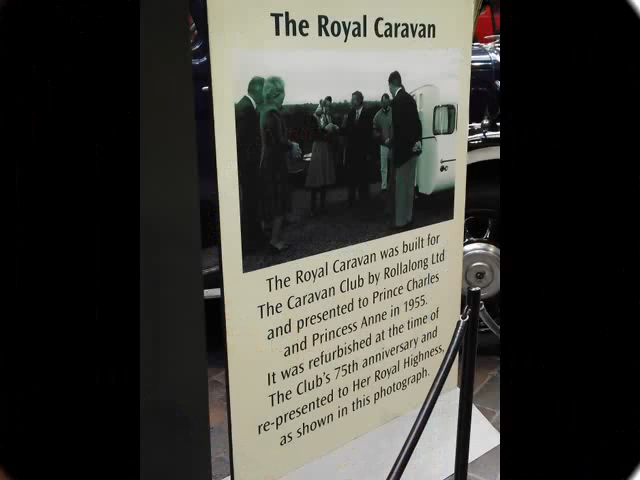 The Royal Caravan
The Royal Caravan was built for
The Caravan Club by Rollalong Ltd
and presented to Prince Charles
and Princess Anne in 1955.
It was refurbished at the time of
The Club's 75th anniversary and
re-presented to Her Royal Highness,
as shown in this photograph.